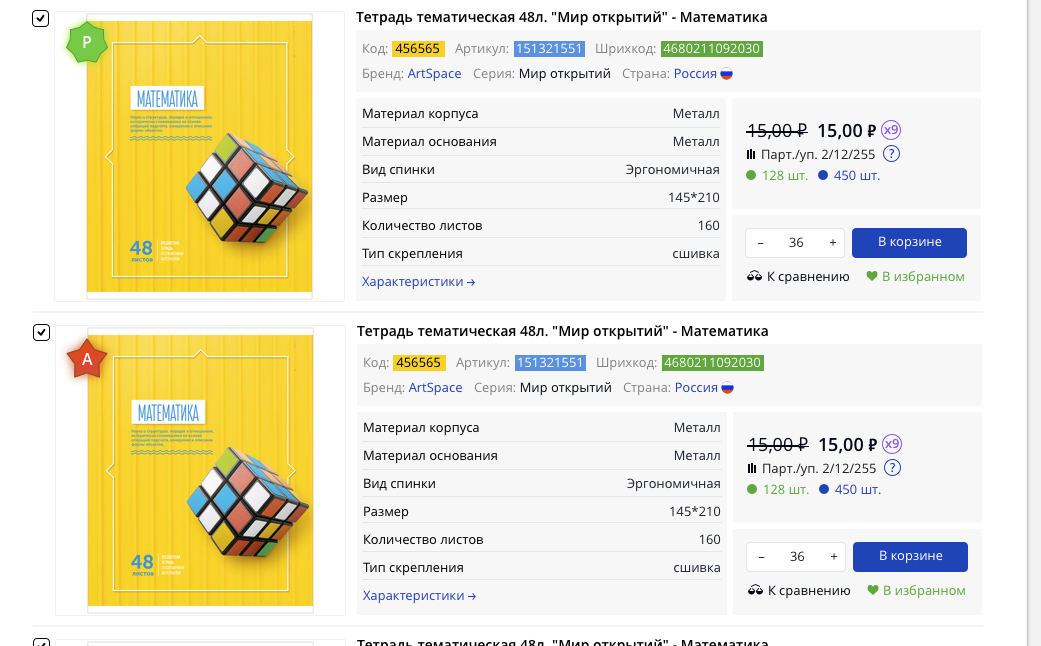 Тетрадь тематическая 48л. "Мир открытий" - Математика
Р
Код: 456565 Артикул: 151321551 Шрихкод: 4680211092030
Бренд: ArtSpace Серия: Мир открытий Страна: Россия
МАТЕМАТИКА
48
листов
Материал корпуса Металл
Материал основания Металл
Вид спинки Эргономичная
Размер 145*210
Количество листов 160
Тип скрепления сшивка
Характеристики →
15,00 ₽ 15,00 ₽ x9
Парт./уп. 2/12/255 ?
128 шт. 450 шт.
– 36 + В корзине
К сравнению В избранном
Тетрадь тематическая 48л. "Мир открытий" - Математика
А
Код: 456565 Артикул: 151321551 Шрихкод: 4680211092030
Бренд: ArtSpace Серия: Мир открытий Страна: Россия
МАТЕМАТИКА
48
листов
Материал корпуса Металл
Материал основания Металл
Вид спинки Эргономичная
Размер 145*210
Количество листов 160
Тип скрепления сшивка
Характеристики →
15,00 ₽ 15,00 ₽ x9
Парт./уп. 2/12/255 ?
128 шт. 450 шт.
– 36 + В корзине
К сравнению В избранном
Тетрадь тематическая 48л. "Мир открытий" - Математика